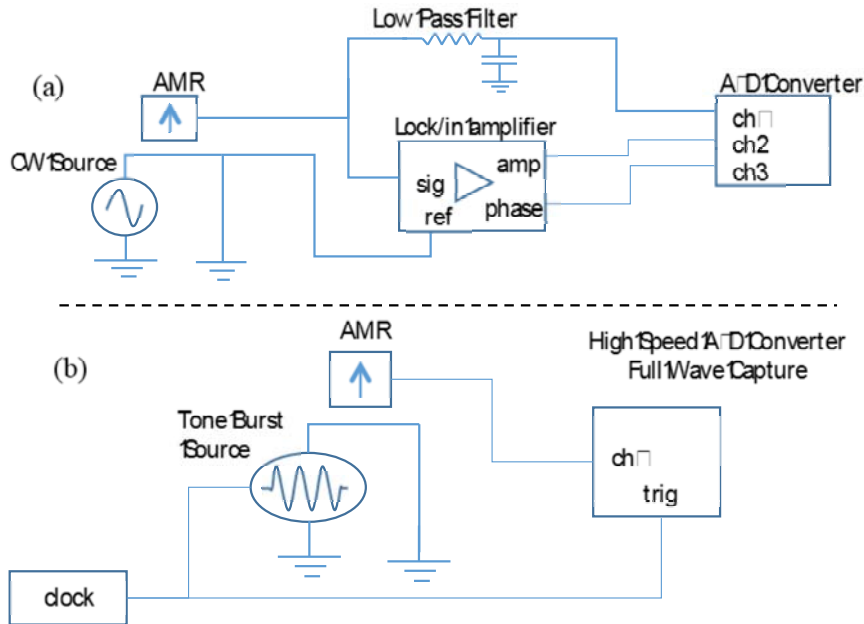 (a)
Low Pass Filter
AMR
A D Converter
Lock/in amplifier
CW Source
ch
ch2
ch3
sig
amp
ref
phase
(b)
AMR
High Speed A D Converter
Full Wave Capture
Tone Burst
Source
ch
trig
clock